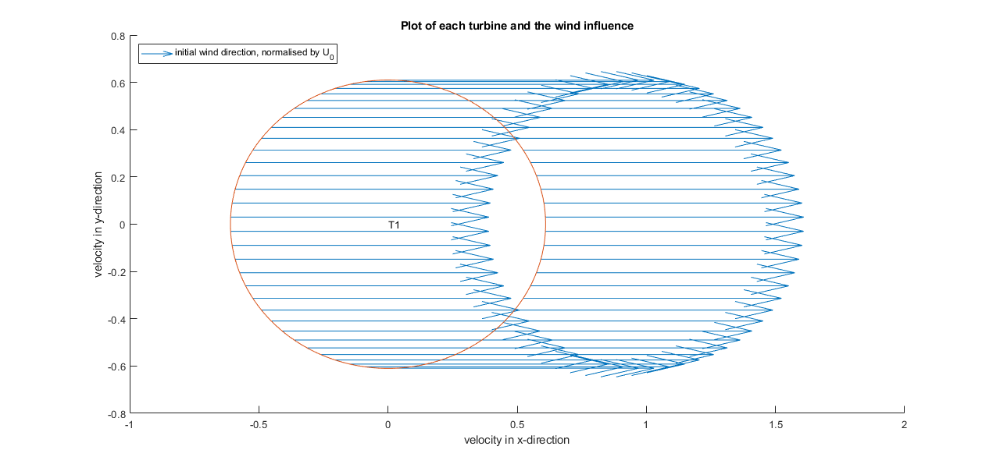 Plot of each turbine and the wind influence
initial wind direction, normalised by U0
0.8
0.6
0.4
0.2
0
-0.2
-0.4
-0.6
-0.8
velocity in y-direction
T1
-1 -0.5 0 0.5 1 1.5 2
velocity in x-direction